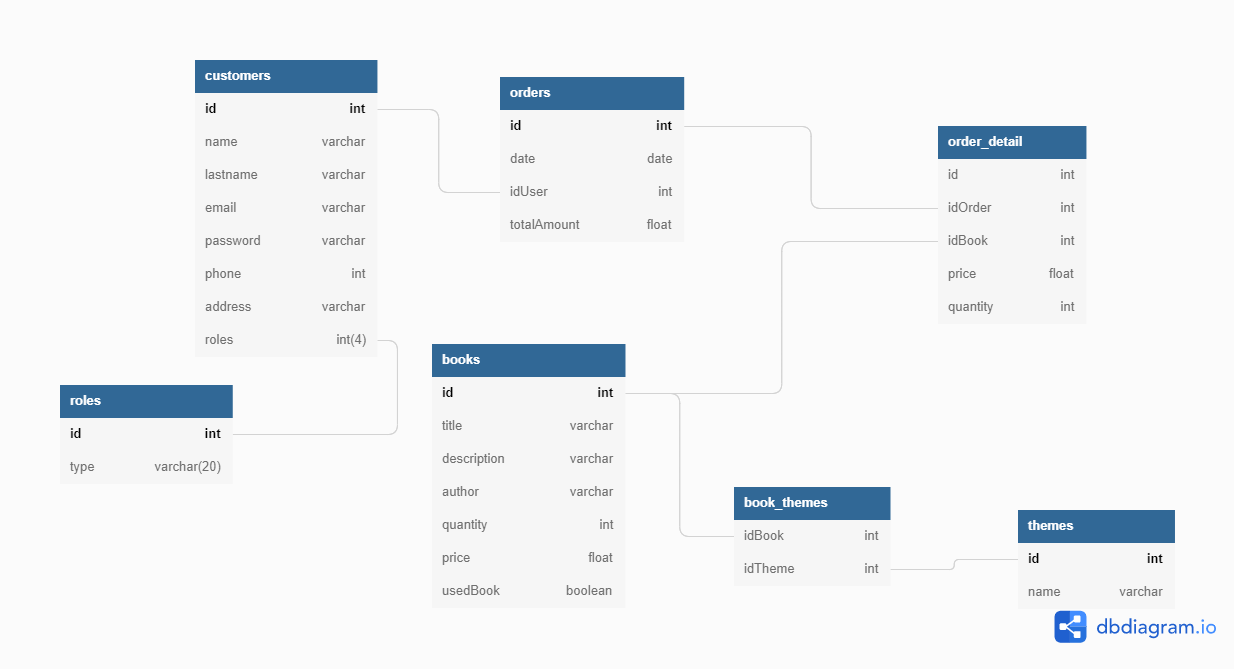 customers
id int
name varchar
lastname varchar
email varchar
password varchar
phone int
address varchar
roles int(4)
orders
id int
date date
idUser int
totalAmount float
order_detail
id int
idOrder int
idBook int
price float
quantity int
roles
id int
type varchar(20)
books
id int
title varchar
description varchar
author varchar
quantity int
price float
usedBook boolean
book_themes
idBook int
idTheme int
themes
id int
name varchar
dbdiagram.io